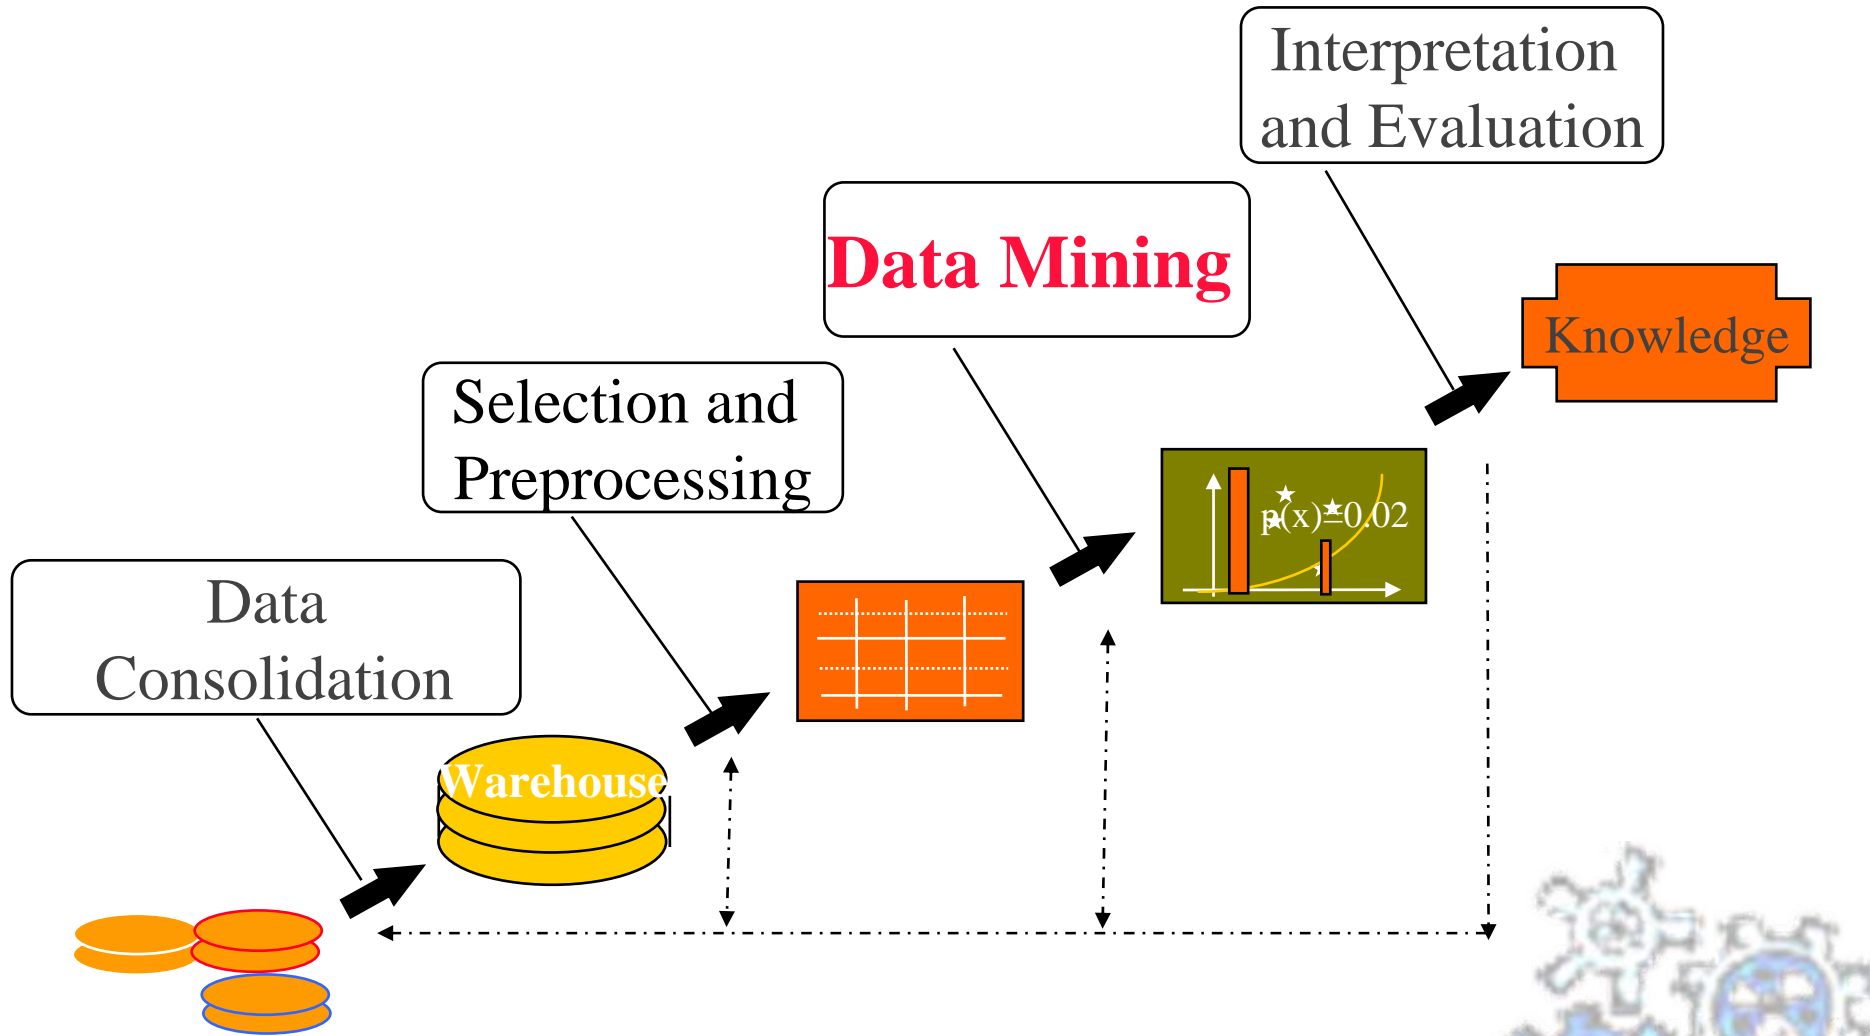 Interpretation
and Evaluation
Data Mining
Knowledge
Selection and
Preprocessing
p(x)=0.02
Data
Consolidation
Warehouse